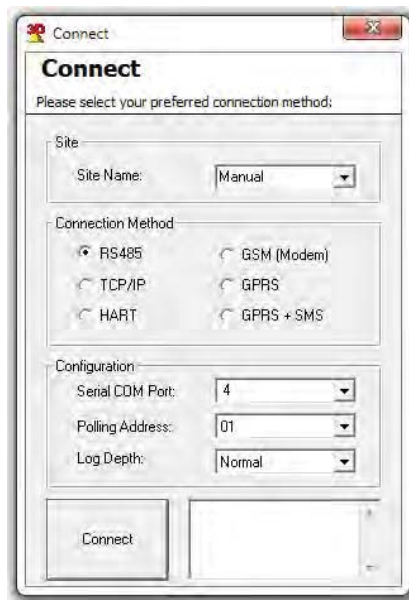 Connect
Connect
Please select your preferred connection method:
Site
Site Name: Manual
Connection Method
RS485 GSM (Modem)
TCP/IP GPRS
HART GPRS + SMS
Configuration
Serial COM Port: 4
Polling Address: 01
Log Depth: Normal
Connect